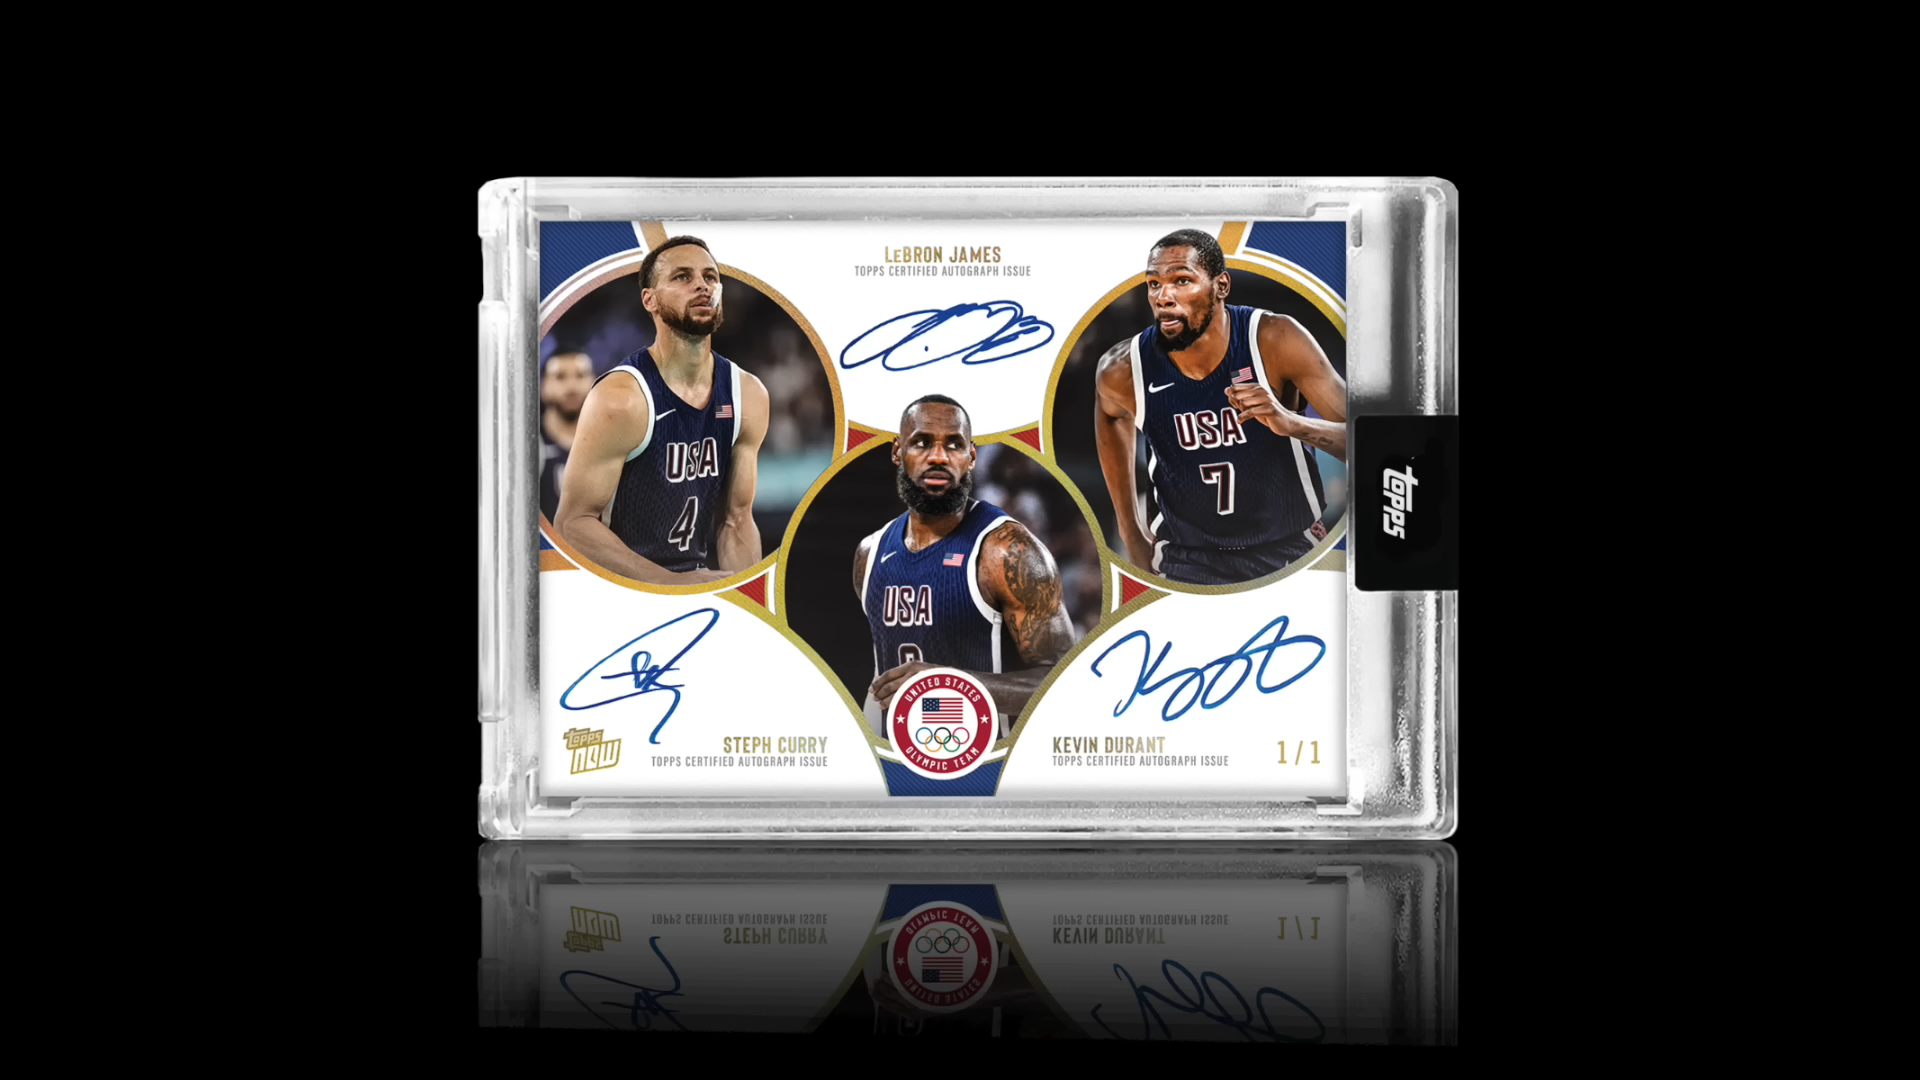 LeBRON JAMES
TOPPS CERTIFIED AUTOGRAPH ISSUE
USA
4
USA
7
USA
topps
UNITED STATES
OLYMPIC TEAM
topps
NOW
STEPH CURRY
TOPPS CERTIFIED AUTOGRAPH ISSUE
KEVIN DURANT
TOPPS CERTIFIED AUTOGRAPH ISSUE
1/1